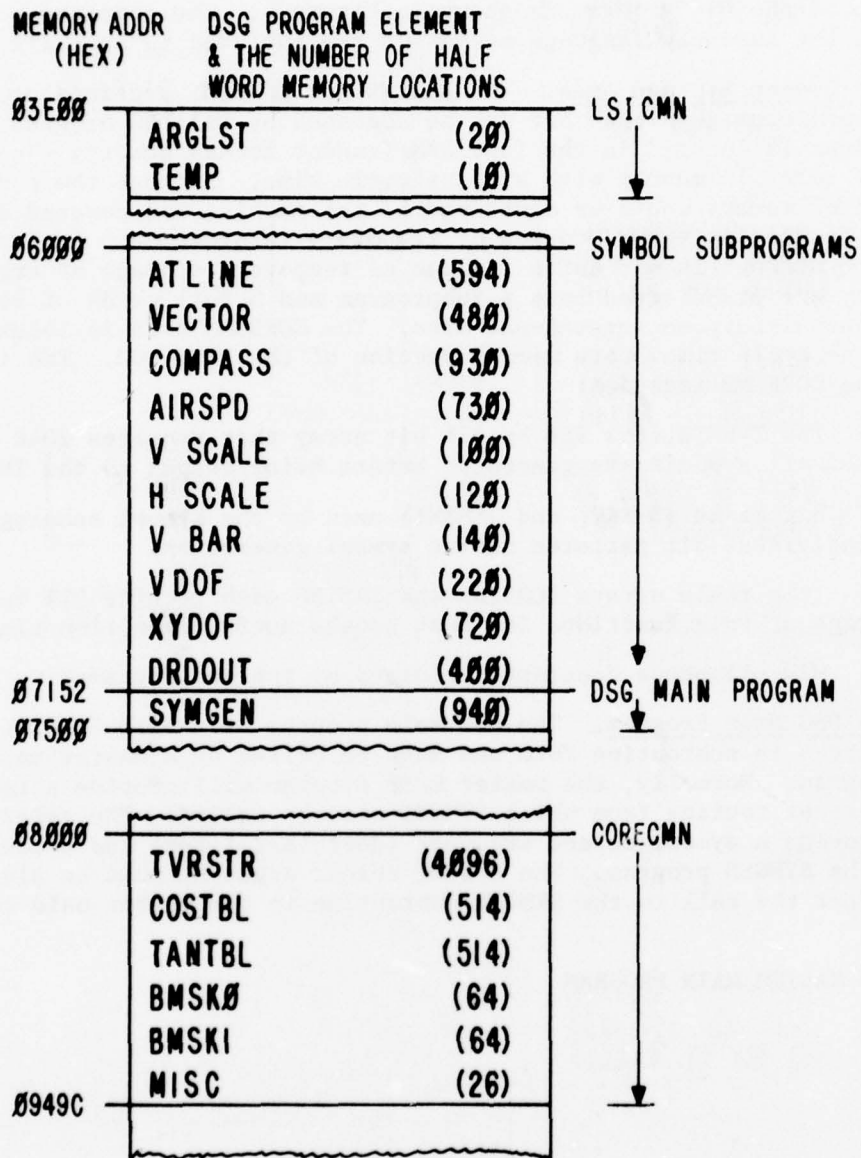 MEMORY ADDR DSG PROGRAM ELEMENT
(HEX) & THE NUMBER OF HALF
WORD MEMORY LOCATIONS
Ø3EØØ LSICMN
ARGLST (2Ø)
TEMP (1Ø)
Ø6ØØØ SYMBOL SUBPROGRAMS
ATLINE (594)
VECTOR (48Ø)
COMPASS (93Ø)
AIRSPD (73Ø)
V SCALE (1ØØ)
H SCALE (12Ø)
V BAR (14Ø)
VDOF (22Ø)
XYDOF (72Ø)
DRDOUT (4ØØ)
Ø7152 DSG MAIN PROGRAM
SYMGEN (94Ø)
Ø75ØØ
Ø8ØØØ CORECMN
TVRSTR (4Ø96)
COSTBL (514)
TANTBL (514)
BMSKØ (64)
BMSK1 (64)
MISC (26)
Ø949C